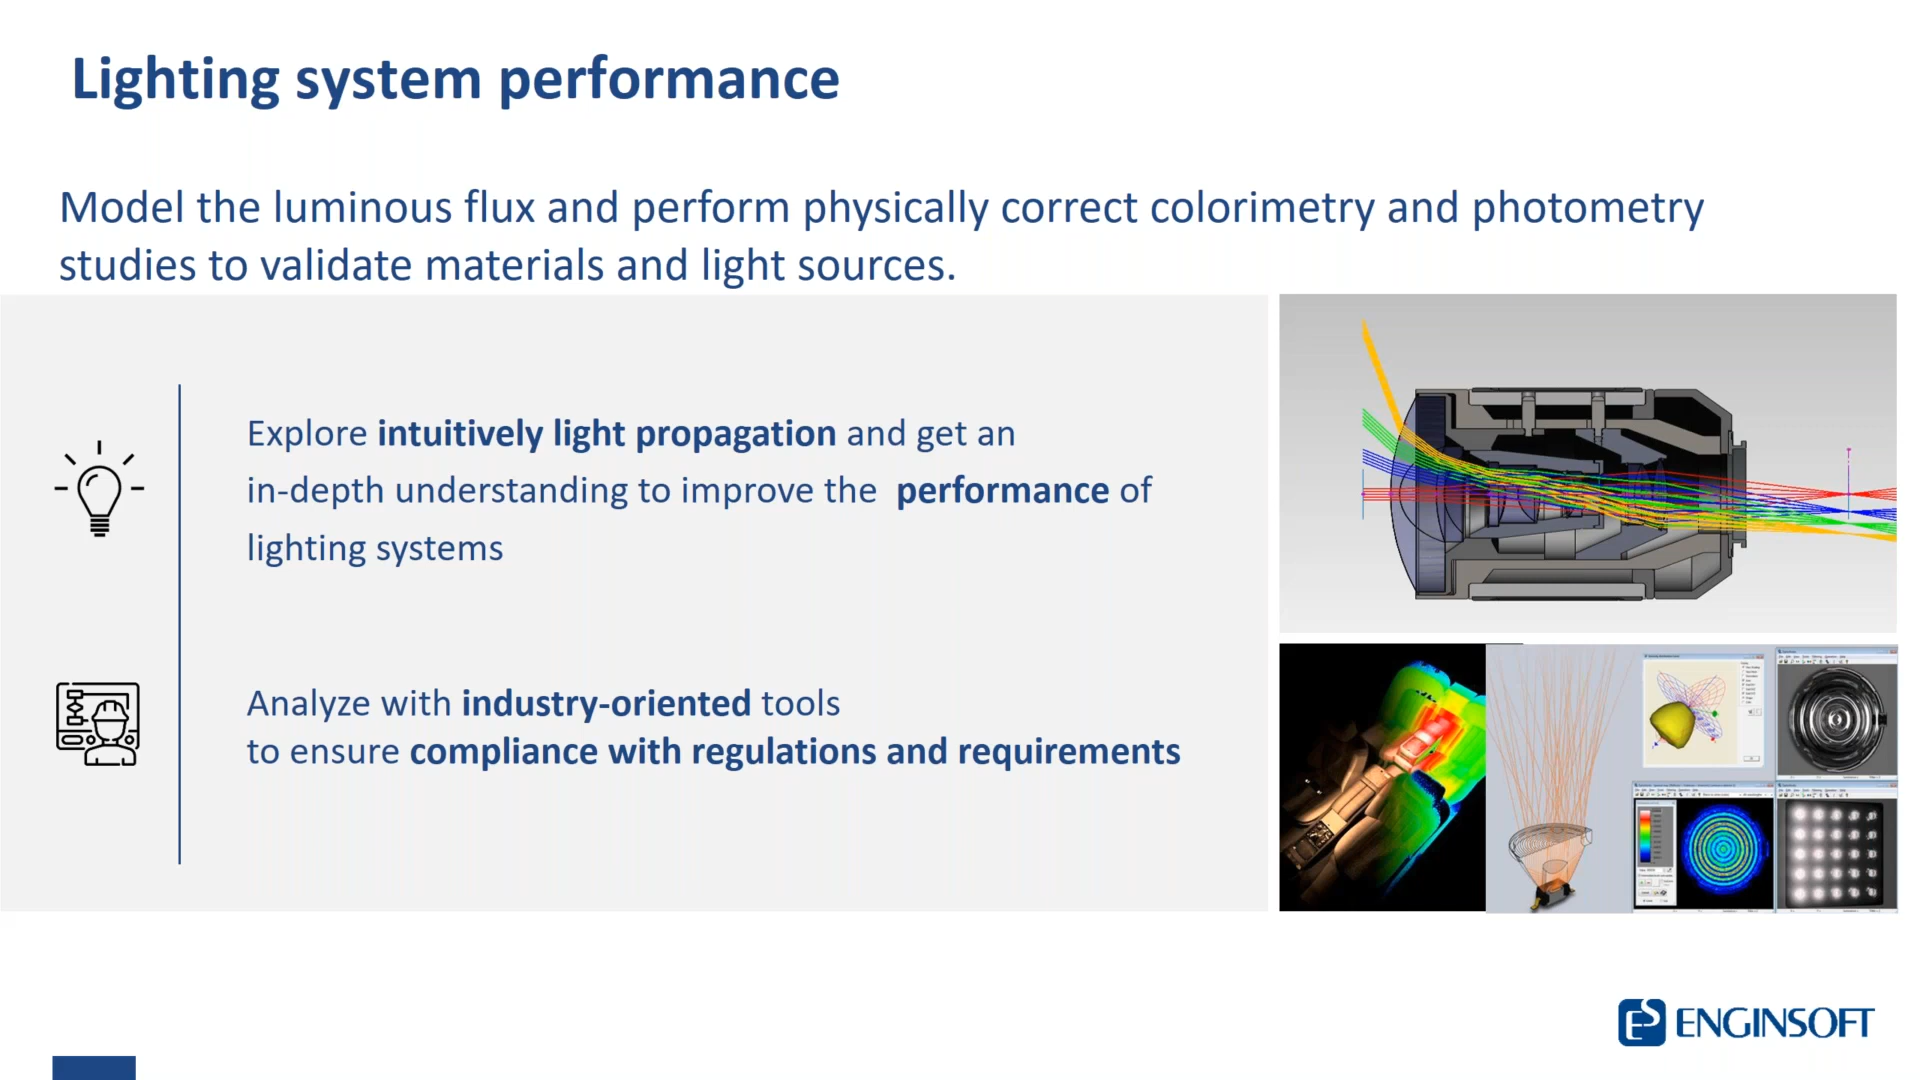 Lighting system performance
Model the luminous flux and perform physically correct colorimetry and photometry
studies to validate materials and light sources.
Explore intuitively light propagation and get an
in-depth understanding to improve the performance of
lighting systems
Analyze with industry-oriented tools
to ensure compliance with regulations and requirements
ENGINSOFT